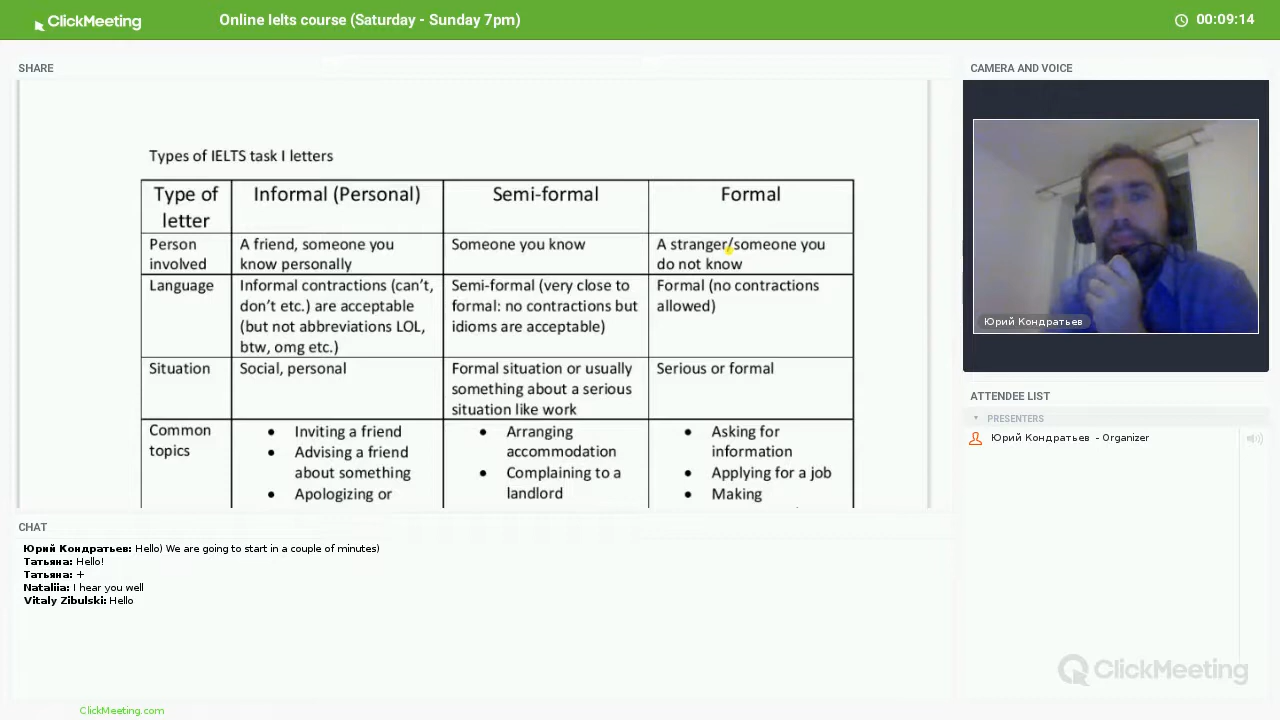 ClickMeeting
Online Ielts course (Saturday - Sunday 7pm)
00:09:14
SHARE
Types of IELTS task I letters
Type of letter
Informal (Personal)
Semi-formal
Formal
Person involved
A friend, someone you know personally
Someone you know
A stranger/someone you do not know
Language
Informal contractions (can't, don't etc.) are acceptable (but not abbreviations LOL, btw, omg etc.)
Semi-formal (very close to formal: no contractions but idioms are acceptable)
Formal (no contractions allowed)
Situation
Social, personal
Formal situation or usually something about a serious situation like work
Serious or formal
Common topics
• Inviting a friend
• Advising a friend about something
• Apologizing or
• Arranging accommodation
• Complaining to a landlord
• Asking for information
• Applying for a job
• Making
CAMERA AND VOICE
Юрий Кондратьев
ATTENDEE LIST
PRESENTERS
Юрий Кондратьев - Organizer
CHAT
Юрий Кондратьев: Hello) We are going to start in a couple of minutes)
Татьяна: Hello!
Татьяна: +
Nataliia: I hear you well
Vitaly Zibulski: Hello
ClickMeeting
ClickMeeting.com